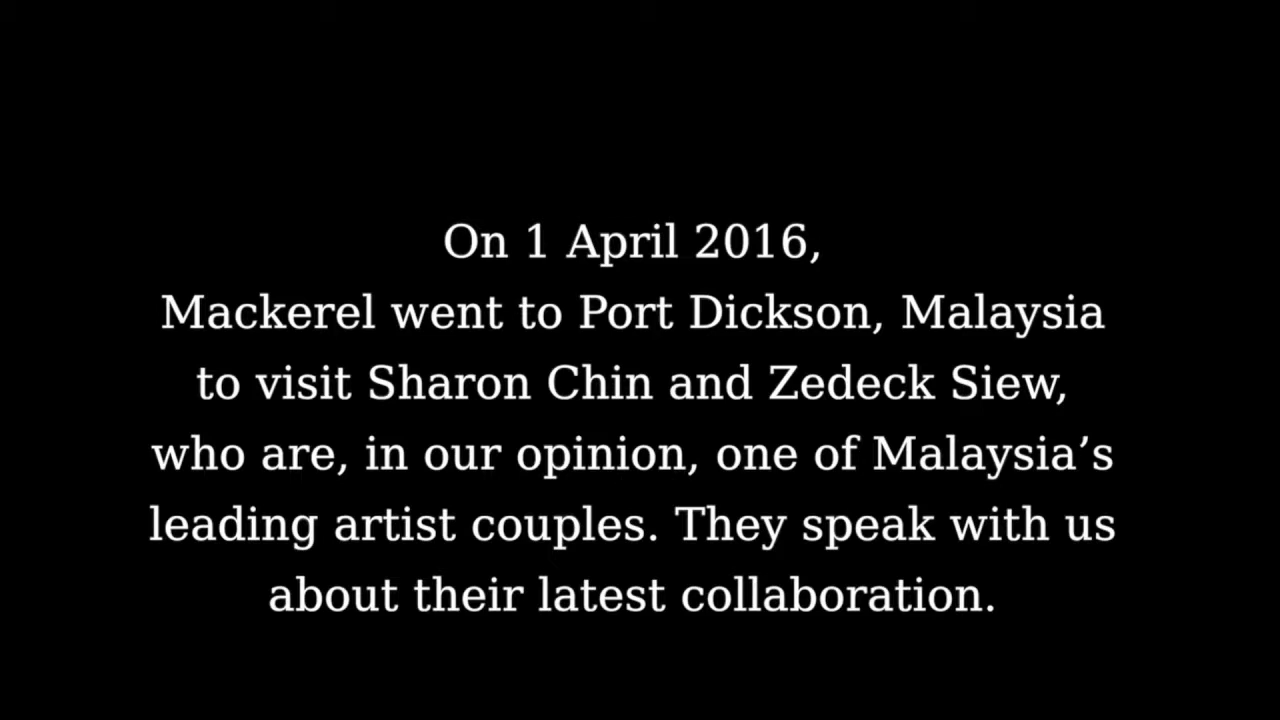 On 1 April 2016,
Mackerel went to Port Dickson, Malaysia
to visit Sharon Chin and Zedeck Siew,
who are, in our opinion, one of Malaysia’s
leading artist couples. They speak with us
about their latest collaboration.